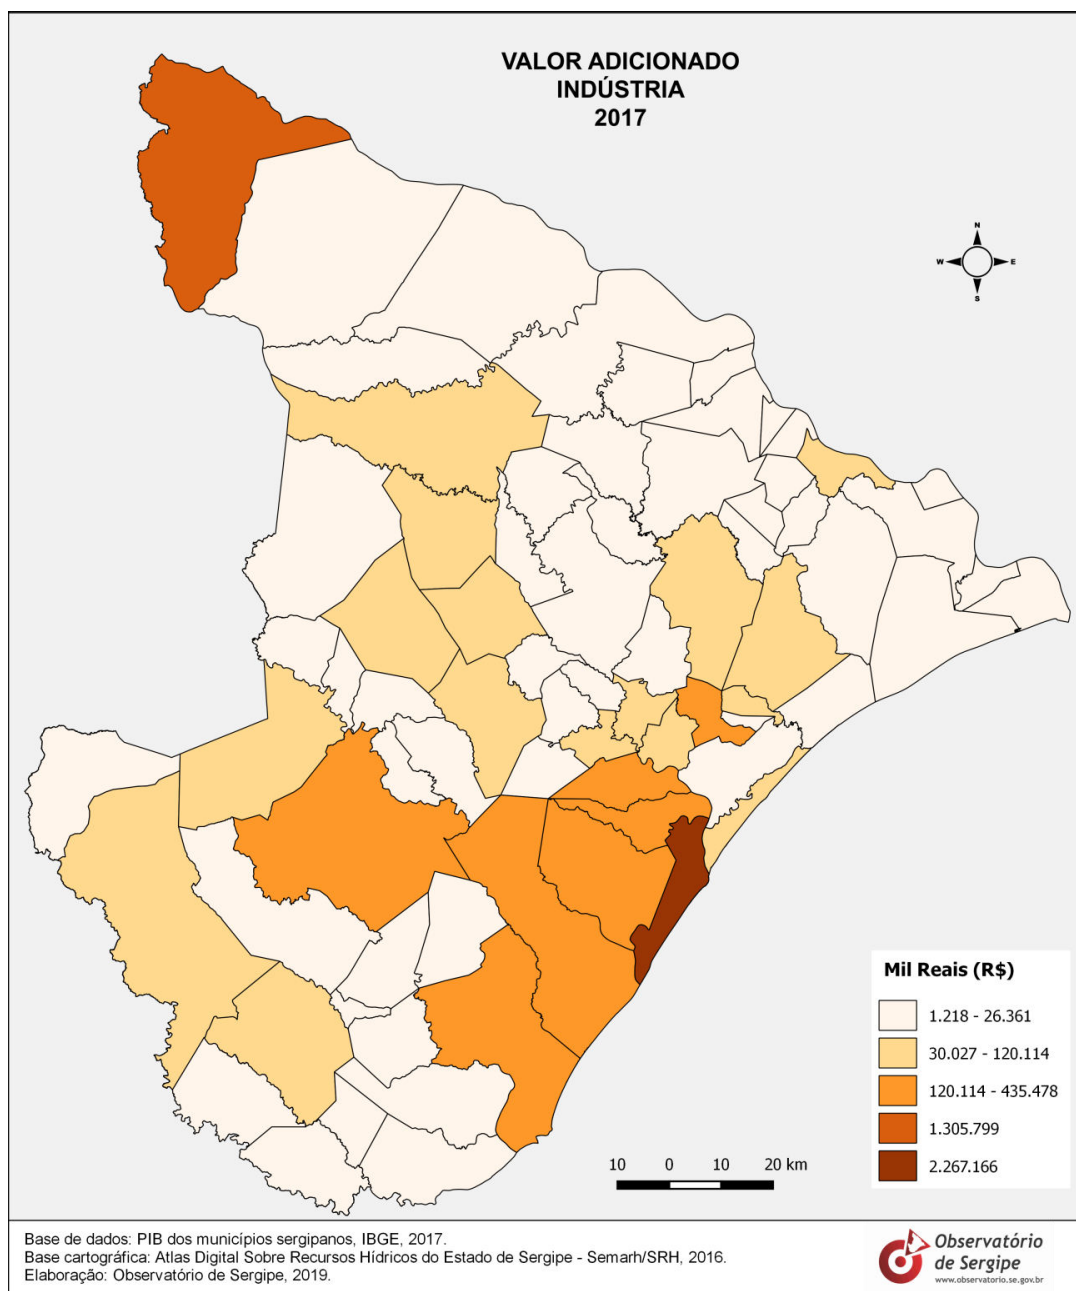 VALOR ADICIONADO
INDÚSTRIA
2017
N
W
E
S
Mil Reais (R$)
1.218 - 26.361
30.027 - 120.114
120.114 - 435.478
1.305.799
2.267.166
10 0 10 20 km
Base de dados: PIB dos municípios sergipanos, IBGE, 2017.
Base cartográfica: Atlas Digital Sobre Recursos Hídricos do Estado de Sergipe - Semarh/SRH, 2016.
Elaboração: Observatório de Sergipe, 2019.
Observatório
de Sergipe
www.observatorio.se.gov.br